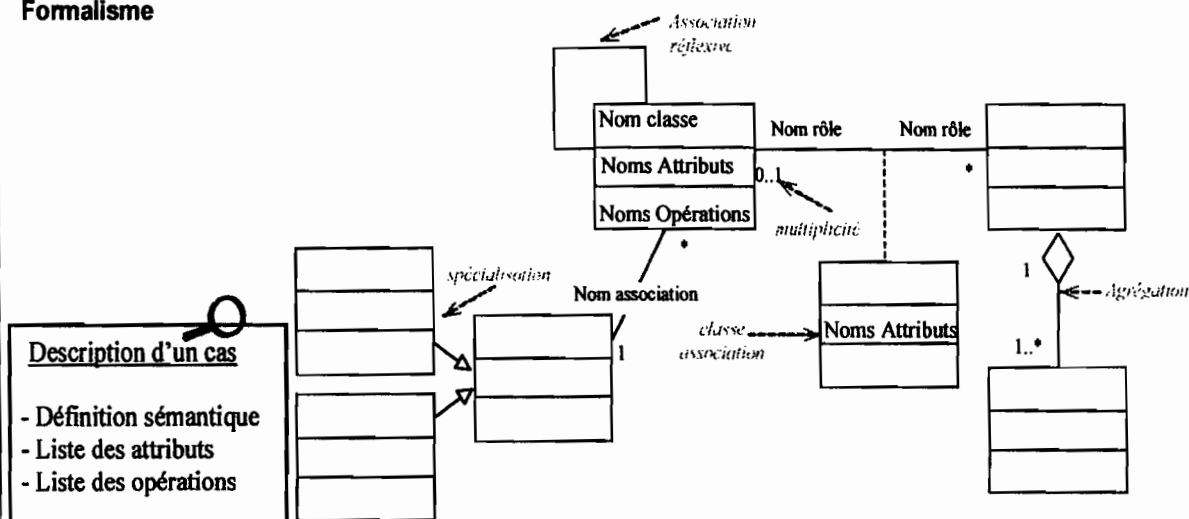 Formalisme
Association
réflexive
Nom classe
Noms Attributs
Noms Opérations
Nom rôle
Nom rôle
0..1
*
multiplicité
*
Nom association
1
spécialisation
classe
association
Noms Attributs
1
Agrégation
1..*
Description d'un cas
- Définition sémantique
- Liste des attributs
- Liste des opérations